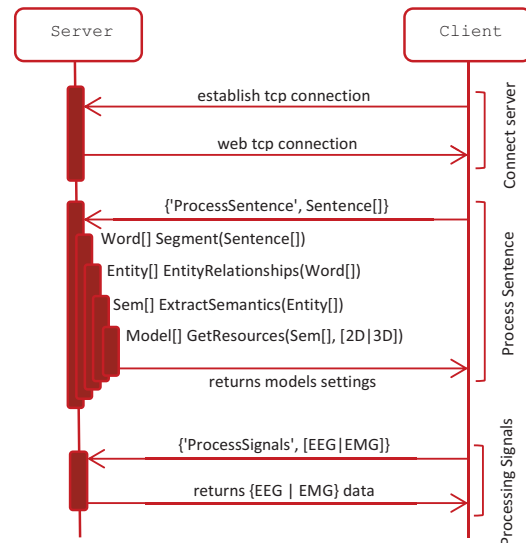 Server
Client
establish tcp connection
web tcp connection
Connect server
{'ProcessSentence', Sentence[]}
Word[] Segment(Sentence[])
Entity[] EntityRelationships(Word[])
Sem[] ExtractSemantics(Entity[])
Model[] GetResources(Sem[], [2D|3D])
returns models settings
Process Sentence
{'ProcessSignals', [EEG|EMG]}
returns {EEG | EMG} data
Processing Signals